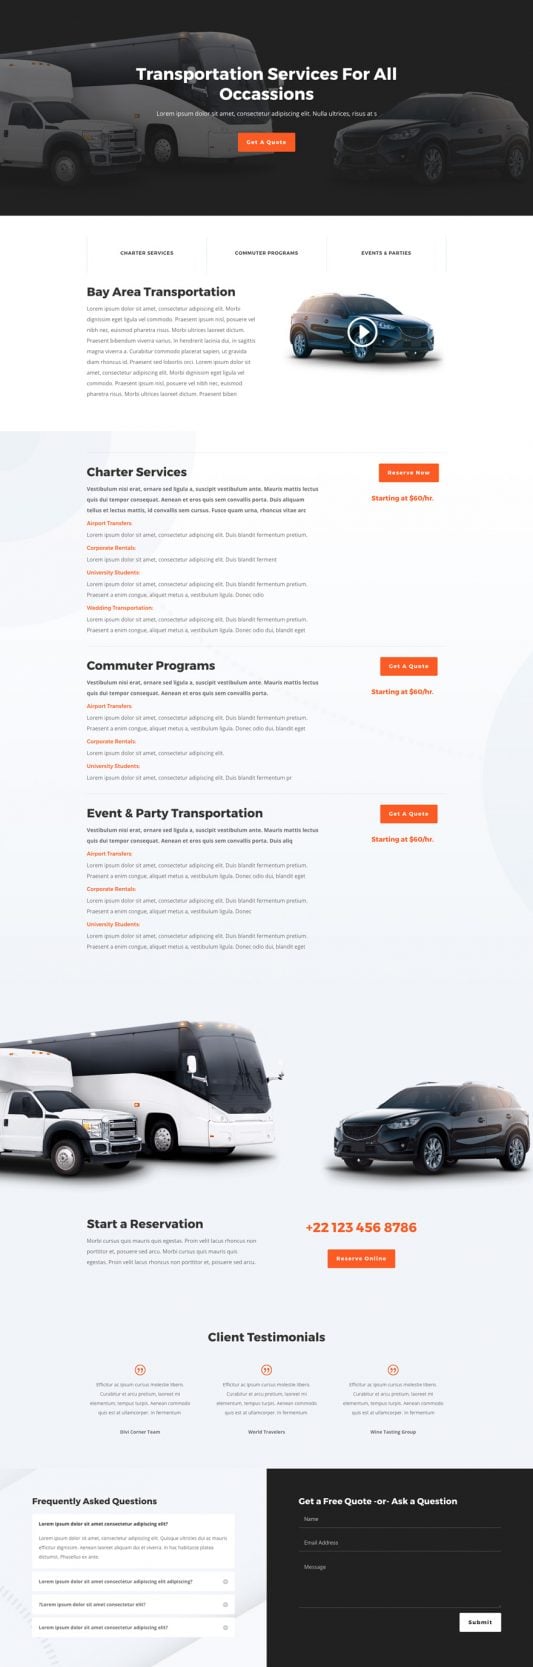 Transportation Services For All
Occassions
Lorem ipsum dolor sit amet, consectetur adipiscing elit. Nulla ultrices, risus at s
Get A Quote
CHARTER SERVICES
COMMUTER PROGRAMS
EVENTS & PARTIES
Bay Area Transportation
Lorem ipsum dolor sit amet, consectetur adipiscing elit. Morbi
dignissim eget ligula vel commodo. Praesent ipsum nisl, posuere vel
nibh nec, euismod pharetra risus. Morbi ultrices laoreet dictum.
Praesent bibendum viverra varius. In hendrerit lacinia dui, in sagittis
magna viverra a. Curabitur commodo placerat sapien, ut gravida
diam rhoncus id. Praesent sed lobortis orci. Lorem ipsum dolor sit
amet, consectetur adipiscing elit. Morbi dignissim eget ligula vel
commodo. Praesent ipsum nisl, posuere vel nibh nec, euismod
pharetra risus. Morbi ultrices laoreet dictum. Praesent biben
Charter Services
Reserve Now
Starting at $60/hr.
Vestibulum nisi erat, ornare sed ligula a, suscipit vestibulum ante. Mauris mattis lectus
quis dui tempor consequat. Aenean et eros quis sem convallis porta. Duis aliquam
tellus et lectus mattis, id convallis sem cursus. Fusce quam urna, rhoncus vitae arc
Airport Transfers:
Lorem ipsum dolor sit amet, consectetur adipiscing elit. Duis blandit fermentum pretium.
Corporate Rentals:
Lorem ipsum dolor sit amet, consectetur adipiscing elit. Duis blandit ferment
University Students:
Lorem ipsum dolor sit amet, consectetur adipiscing elit. Duis blandit fermentum pretium.
Praesent a enim congue, aliquet metus a, vestibulum ligula. Donec odio
Wedding Transportation:
Lorem ipsum dolor sit amet, consectetur adipiscing elit. Duis blandit fermentum pretium.
Praesent a enim congue, aliquet metus a, vestibulum ligula. Donec odio dui, blandit eget
Commuter Programs
Get A Quote
Starting at $60/hr.
Vestibulum nisi erat, ornare sed ligula a, suscipit vestibulum ante. Mauris mattis lectus
quis dui tempor consequat. Aenean et eros quis sem convallis porta.
Airport Transfers:
Lorem ipsum dolor sit amet, consectetur adipiscing elit. Duis blandit fermentum pretium.
Praesent a enim congue, aliquet metus a, vestibulum ligula. Donec odio dui, blandit eget
Corporate Rentals:
Lorem ipsum dolor sit amet, consectetur adipiscing elit.
University Students:
Lorem ipsum dolor sit amet, consectetur adipiscing elit. Duis blandit fermentum pr
Event & Party Transportation
Get A Quote
Starting at $60/hr.
Vestibulum nisi erat, ornare sed ligula a, suscipit vestibulum ante. Mauris mattis lectus
quis dui tempor consequat. Aenean et eros quis sem convallis porta. Duis aliq
Airport Transfers:
Lorem ipsum dolor sit amet, consectetur adipiscing elit. Duis blandit fermentum pretium.
Praesent a enim congue, aliquet metus a, vestibulum ligula. Donec odio dui, blandit eget
Corporate Rentals:
Lorem ipsum dolor sit amet, consectetur adipiscing elit. Duis blandit fermentum pretium.
Praesent a enim congue, aliquet metus a, vestibulum ligula. Donec
University Students:
Lorem ipsum dolor sit amet, consectetur adipiscing elit. Duis blandit fermentum pretium.
Praesent a enim congue, aliquet metus a, vestibulum ligula. Donec odio dui, blandit eget
Start a Reservation
Morbi cursus quis mauris quis egestas. Proin velit lacus rhoncus non
porttitor et, posuere sed arcu. Morbi cursus quis mauris quis
egestas. Proin velit lacus rhoncus non porttitor et, posuere sed arcu.
+22 123 456 8786
Reserve Online
Client Testimonials
Efficitur ac ipsum cursus molestie libero.
Curabitur et arcu pretium, laoreet mi
elementum, tempus turpis. Aenean commodo
quis est at ullamcorper. In fermentum
Divi Corner Team
Efficitur ac ipsum cursus molestie libero.
Curabitur et arcu pretium, laoreet mi
elementum, tempus turpis. Aenean commodo
quis est at ullamcorper. In fermentum
World Travelers
Efficitur ac ipsum cursus molestie libero.
Curabitur et arcu pretium, laoreet mi
elementum, tempus turpis. Aenean commodo
quis est at ullamcorper. In fermentum
Wine Tasting Group
Frequently Asked Questions
Lorem ipsum dolor sit amet consectetur adipiscing elit?
Lorem ipsum dolor sit amet, consectetur adipiscing elit. Quisque ultricies dui ac mauris
efficitur dignissim. Aenean laoreet aliquam dui et viverra. In hac habitasse platea
dictumst. Phasellus ex ante.
Lorem ipsum dolor sit amet consectetur adipiscing elit adipiscing?
?Lorem ipsum dolor sit amet consectetur elit?
Lorem ipsum dolor sit amet consectetur adipiscing elit?
Get a Free Quote -or- Ask a Question
Name
Email Address
Message
Submit